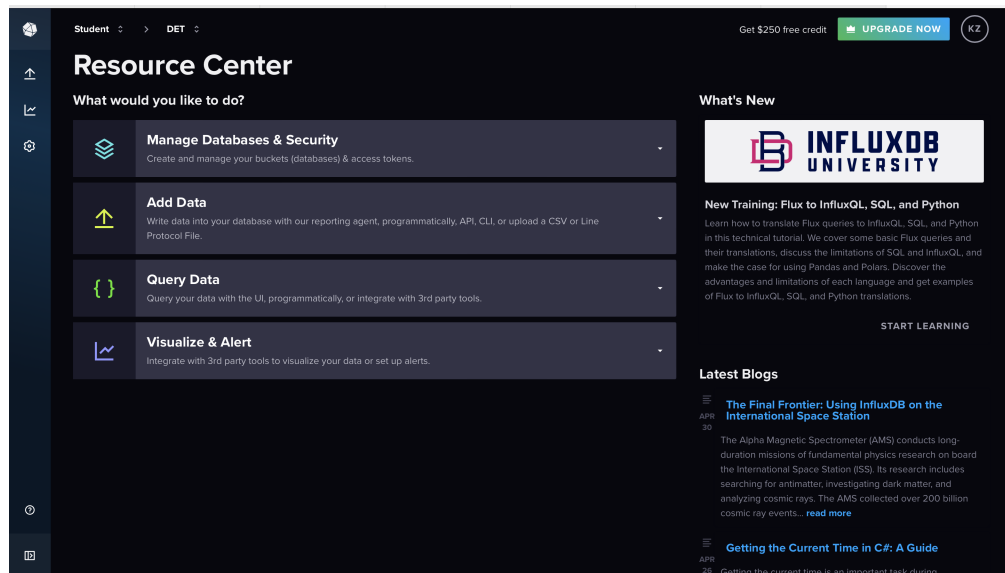 Student > DET
Get $250 free credit
UPGRADE NOW
KZ
Resource Center
What would you like to do?
Manage Databases & Security
Create and manage your buckets (databases) & access tokens.
Add Data
Write data into your database with our reporting agent, programmatically, API, CLI, or upload a CSV or Line
Protocol File.
Query Data
Query your data with the UI, programmatically, or integrate with 3rd party tools.
Visualize & Alert
Integrate with 3rd party tools to visualize your data or set up alerts.
What's New
INFLUXDB
UNIVERSITY
New Training: Flux to InfluxQL, SQL, and Python
Learn how to translate Flux queries to InfluxQL, SQL, and Python
in this technical tutorial. We cover some basic Flux queries and
their translations, discuss the limitations of SQL and InfluxQL, and
make the case for using Pandas and Polars. Discover the
advantages and limitations of each language and get examples
of Flux to InfluxQL, SQL, and Python translations.
START LEARNING
Latest Blogs
APR
30
The Final Frontier: Using InfluxDB on the
International Space Station
The Alpha Magnetic Spectrometer (AMS) conducts long-
duration missions of fundamental physics research on board
the International Space Station (ISS). Its research includes
searching for antimatter, investigating dark matter, and
analyzing cosmic rays. The AMS collected over 200 billion
cosmic ray events... read more
APR
26
Getting the Current Time in C#: A Guide
Getting the current time is an important task during